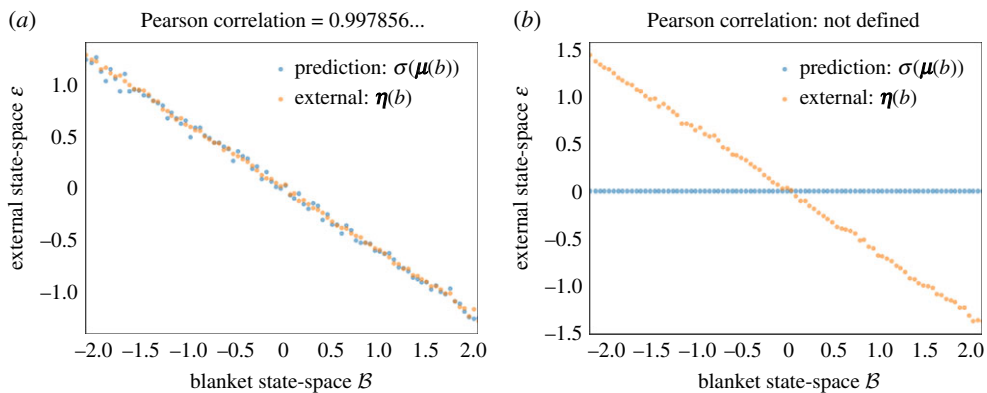 (a) Pearson correlation = 0.997856...
prediction: σ(μ(b))
external: η(b)
external state-space ε
1.0
0.5
0
–0.5
–1.0
–2.0 –1.5 –1.0 –0.5 0 0.5 1.0 1.5 2.0
blanket state-space ℬ
(b) Pearson correlation: not defined
prediction: σ(μ(b))
external: η(b)
external state-space ε
1.5
1.0
0.5
0
–0.5
–1.0
–1.5
–2.0 –1.5 –1.0 –0.5 0 0.5 1.0 1.5 2.0
blanket state-space ℬ